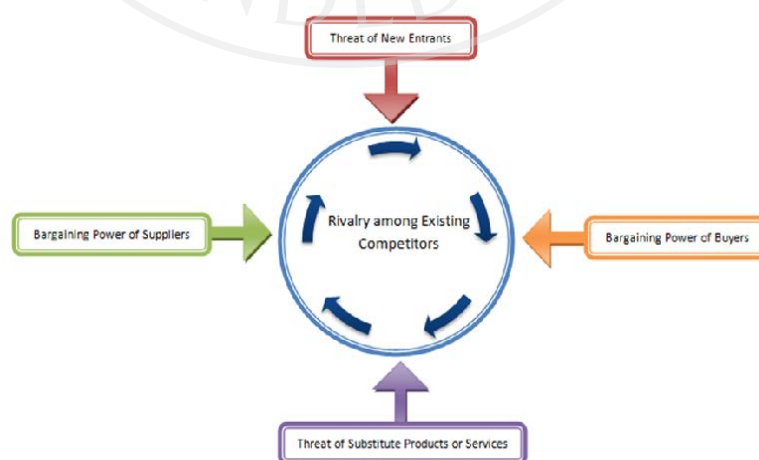 Threat of New Entrants
Rivalry among Existing
Competitors
Bargaining Power of Suppliers
Bargaining Power of Buyers
Threat of Substitute Products or Services